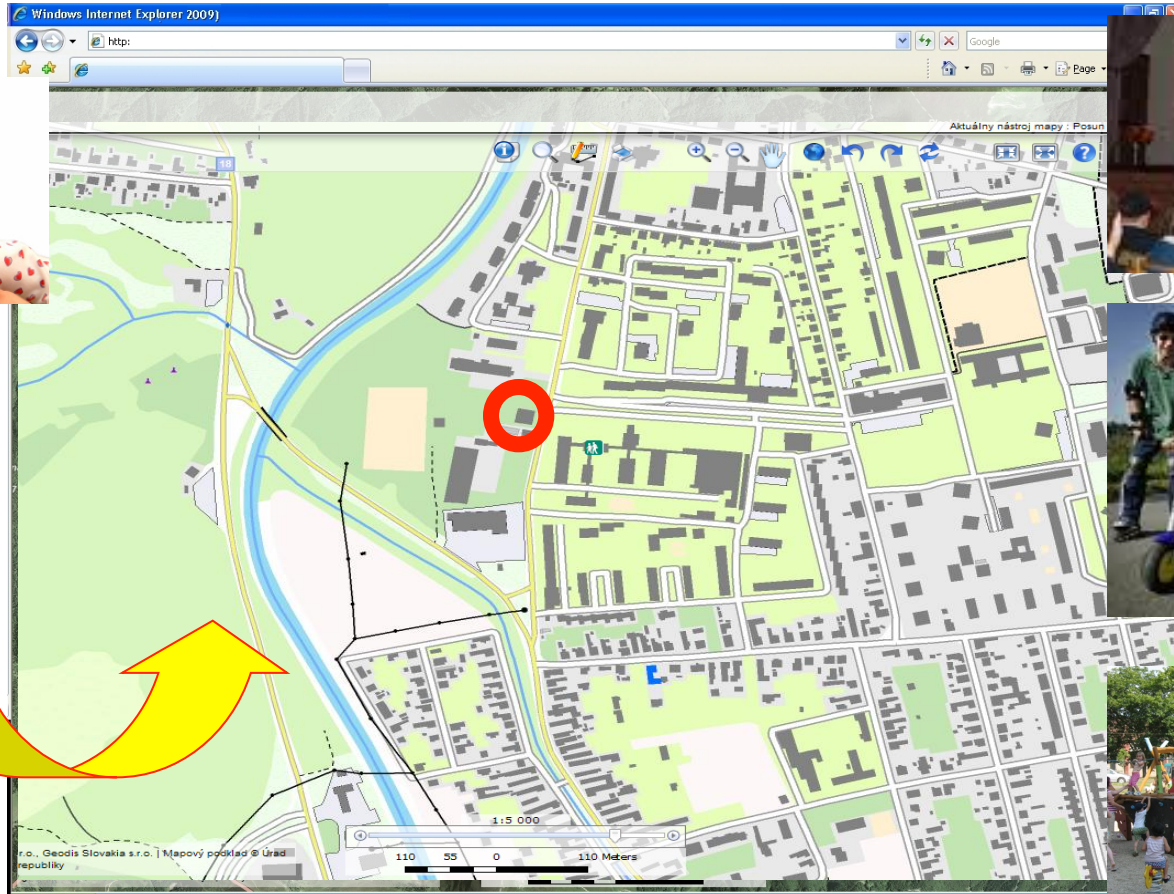 Windows Internet Explorer 2009)
http:
Google
Page
Aktuálny nástroj mapy : Posun
18
1:5 000
110 55 0 110 Meters
r.o., Geodis Slovakia s.r.o. | Mapový podklad © Úrad
republiky